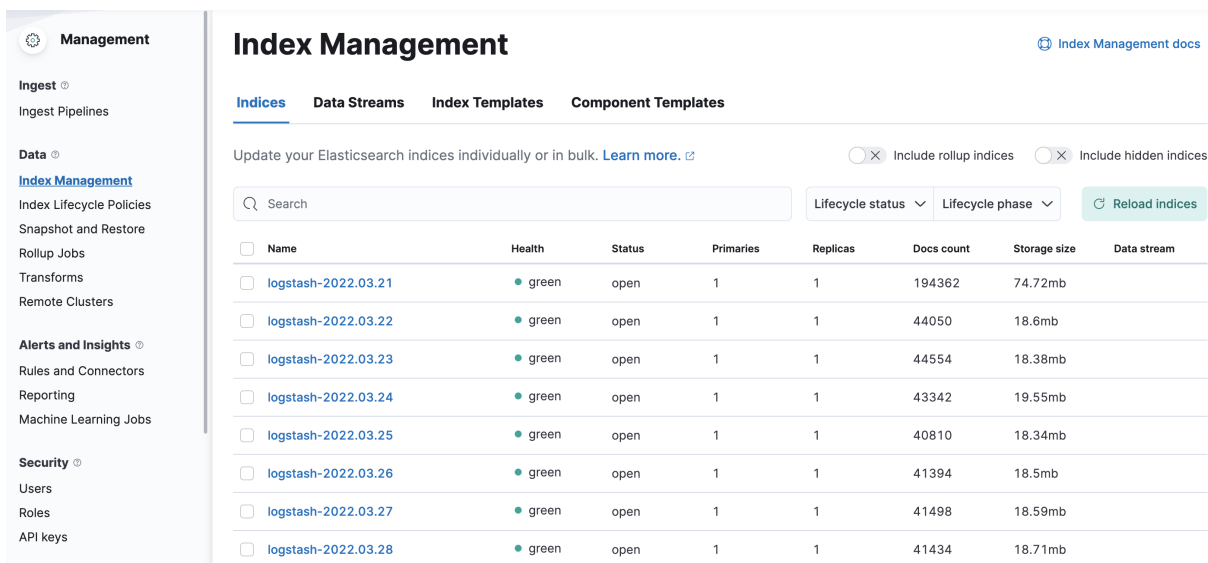 Management
Ingest
Ingest Pipelines
Data
Index Management
Index Lifecycle Policies
Snapshot and Restore
Rollup Jobs
Transforms
Remote Clusters
Alerts and Insights
Rules and Connectors
Reporting
Machine Learning Jobs
Security
Users
Roles
API keys
Index Management
Index Management docs
Indices Data Streams Index Templates Component Templates
Update your Elasticsearch indices individually or in bulk. Learn more. Include rollup indices Include hidden indices
Search Lifecycle status Lifecycle phase Reload indices
Name Health Status Primaries Replicas Docs count Storage size Data stream
logstash-2022.03.21 green open 1 1 194362 74.72mb
logstash-2022.03.22 green open 1 1 44050 18.6mb
logstash-2022.03.23 green open 1 1 44554 18.38mb
logstash-2022.03.24 green open 1 1 43342 19.55mb
logstash-2022.03.25 green open 1 1 40810 18.34mb
logstash-2022.03.26 green open 1 1 41394 18.5mb
logstash-2022.03.27 green open 1 1 41498 18.59mb
logstash-2022.03.28 green open 1 1 41434 18.71mb